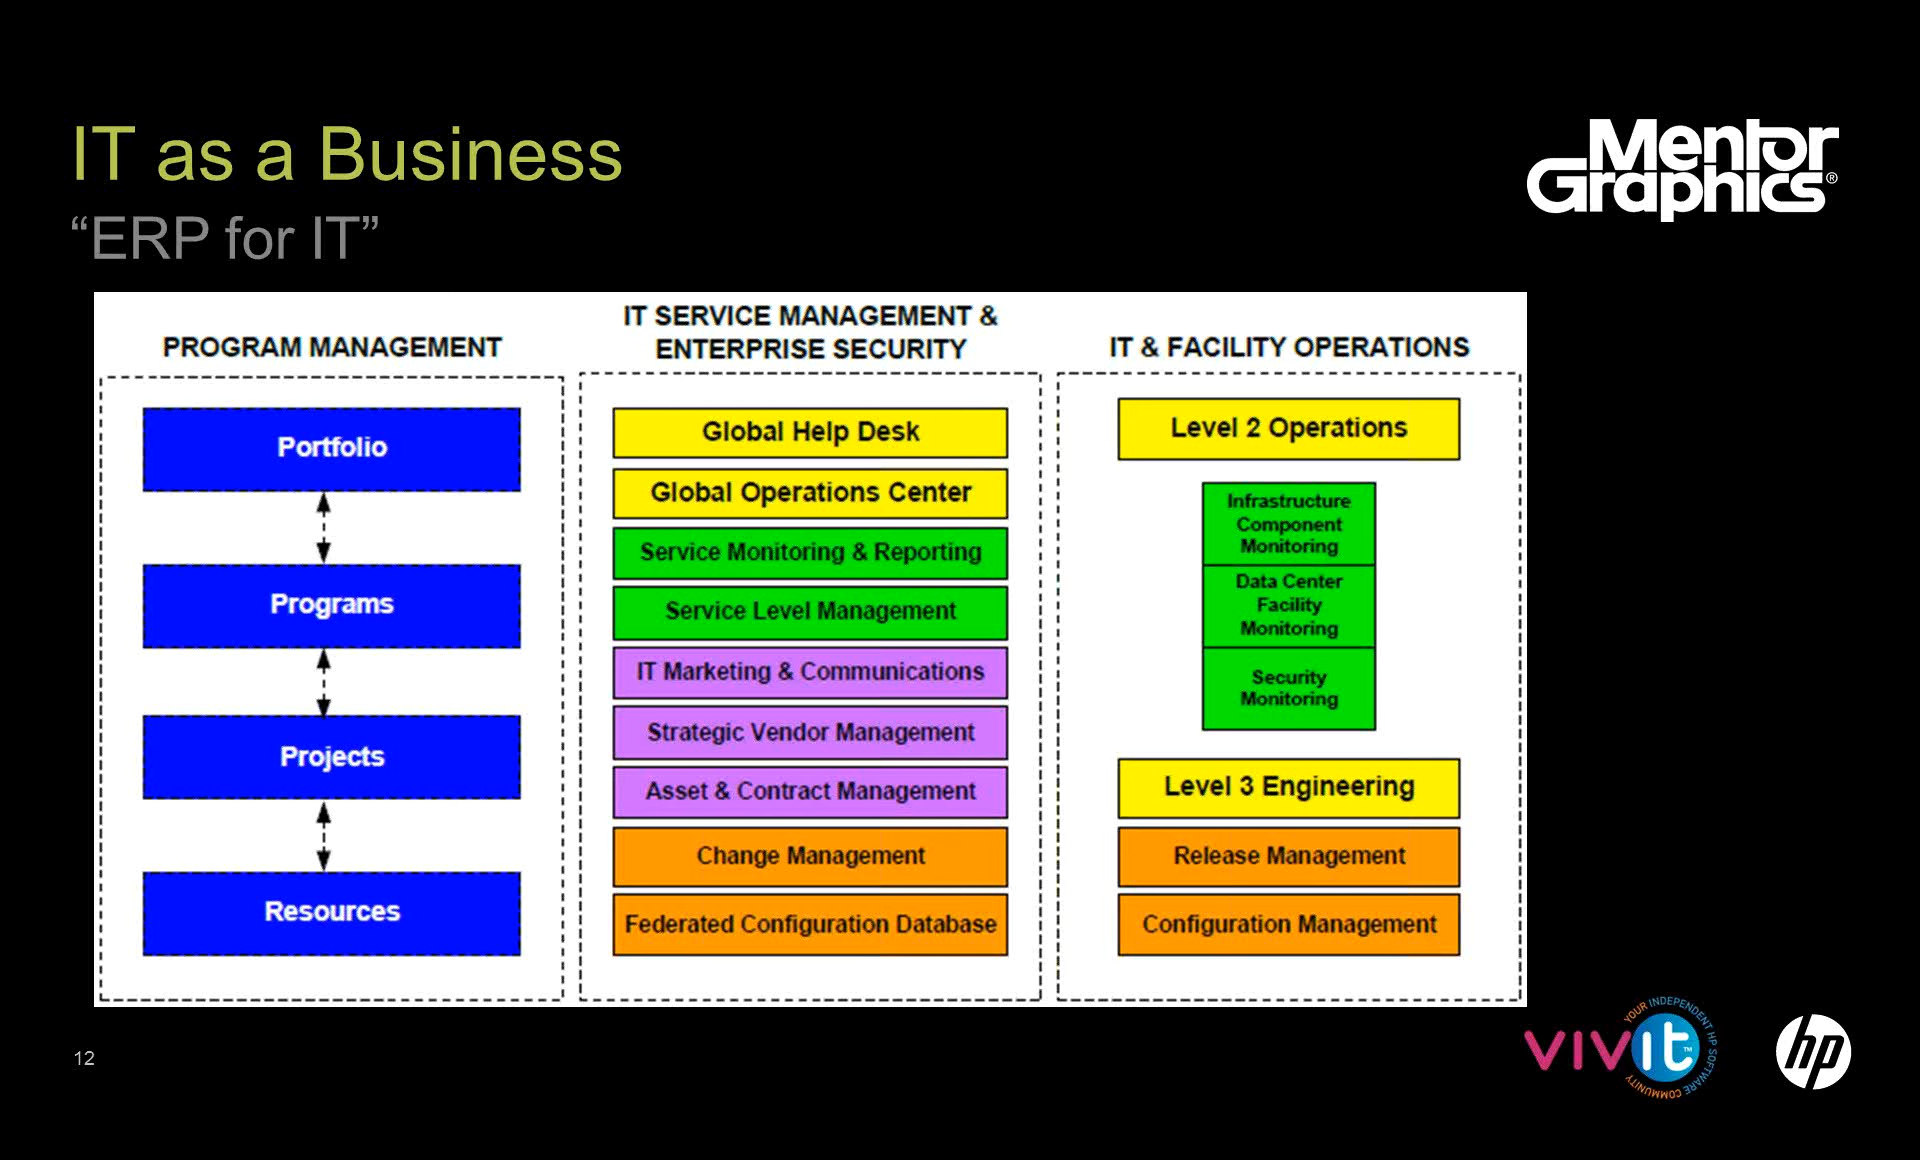 IT as a Business
“ERP for IT”
Mentor
Graphics®
PROGRAM MANAGEMENT
Portfolio
Programs
Projects
Resources
IT SERVICE MANAGEMENT &
ENTERPRISE SECURITY
Global Help Desk
Global Operations Center
Service Monitoring & Reporting
Service Level Management
IT Marketing & Communications
Strategic Vendor Management
Asset & Contract Management
Change Management
Federated Configuration Database
IT & FACILITY OPERATIONS
Level 2 Operations
Infrastructure
Component
Monitoring
Data Center
Facility
Monitoring
Security
Monitoring
Level 3 Engineering
Release Management
Configuration Management
12
vivit™
YOUR INDEPENDENT HP SOFTWARE COMMUNITY
hp